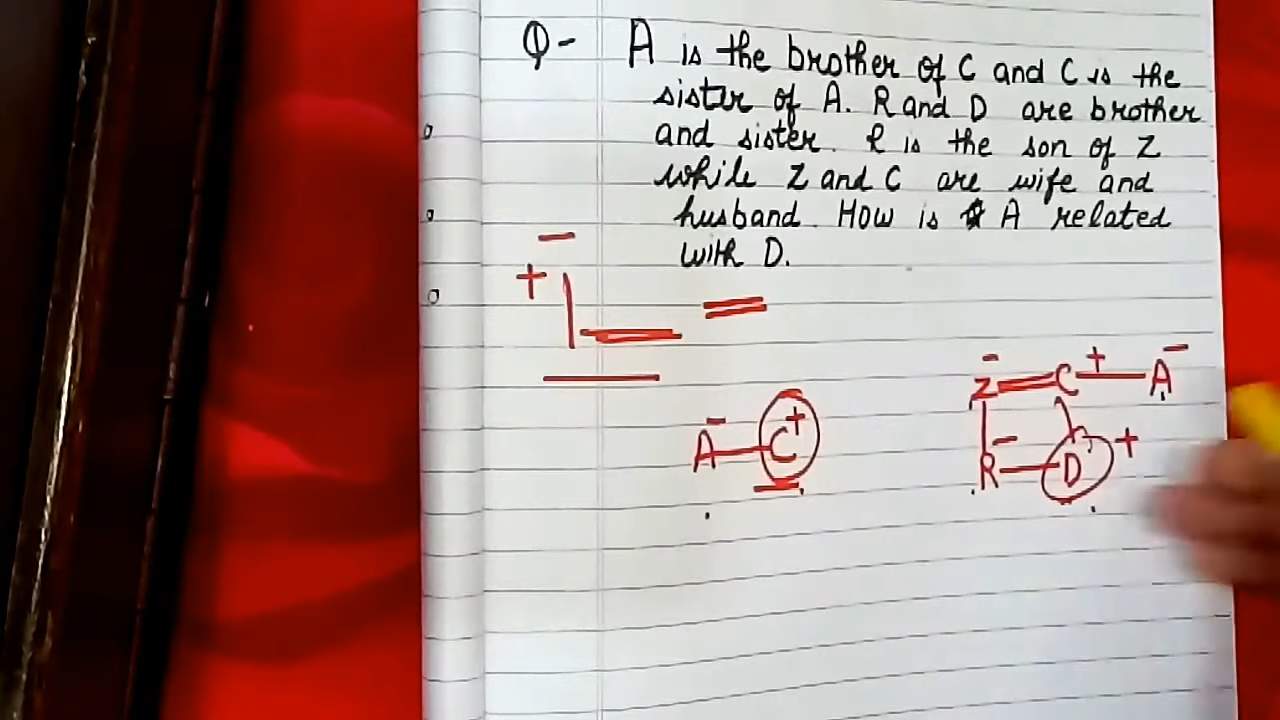 Q- A is the brother of C and C is the
sister of A. R and D are brother
and sister. R is the son of Z
while Z and C are wife and
husband. How is A related
with D.
-
+
=
- + -
Z = C - A
- +
A - C
- +
R - D